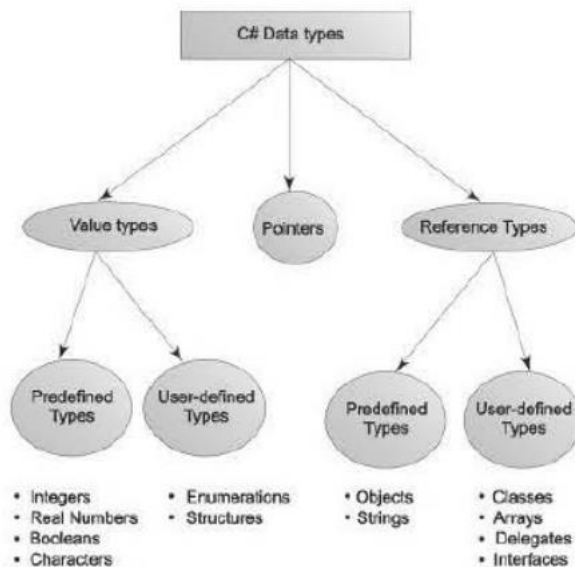 C# Data types
Value types
Pointers
Reference Types
Predefined
Types
User-defined
Types
Predefined
Types
User-defined
Types
• Integers
• Real Numbers
• Booleans
• Characters
• Enumerations
• Structures
• Objects
• Strings
• Classes
• Arrays
• Delegates
• Interfaces